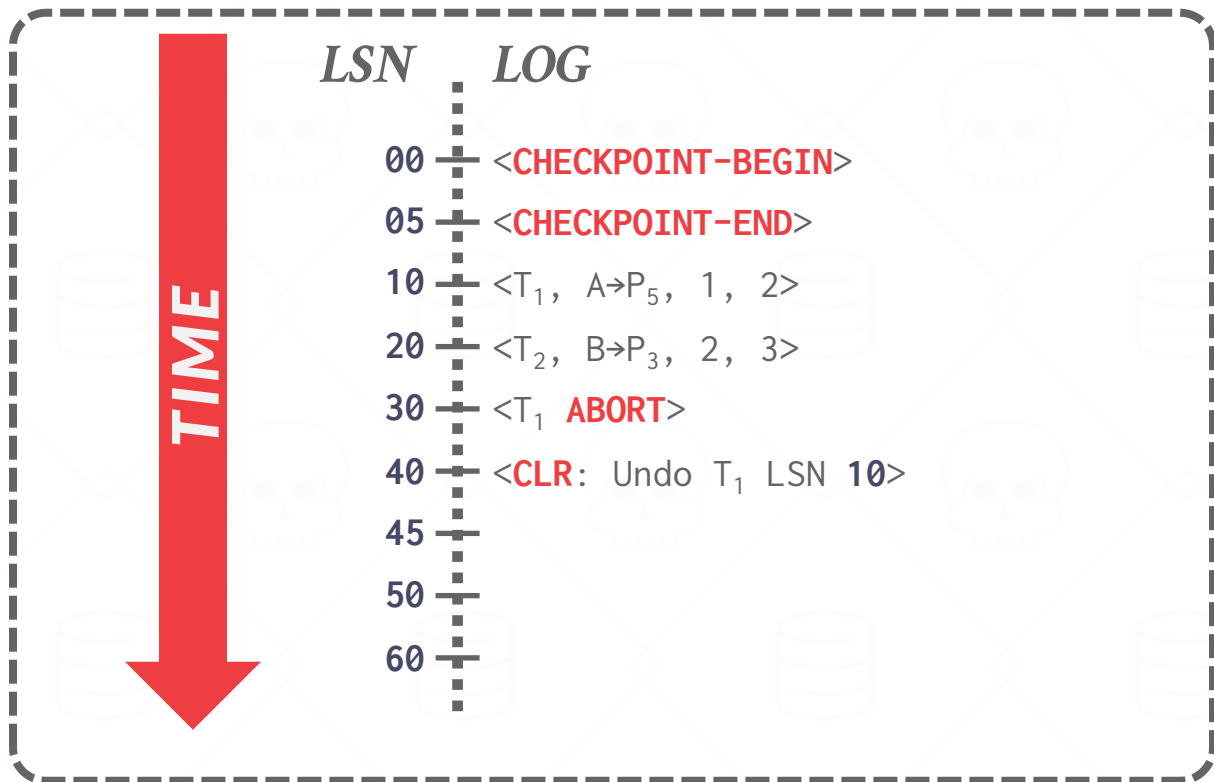 TIME
LSN LOG
00 <CHECKPOINT-BEGIN>
05 <CHECKPOINT-END>
10 <T₁, A→P₅, 1, 2>
20 <T₂, B→P₃, 2, 3>
30 <T₁ ABORT>
40 <CLR: Undo T₁ LSN 10>
45
50
60